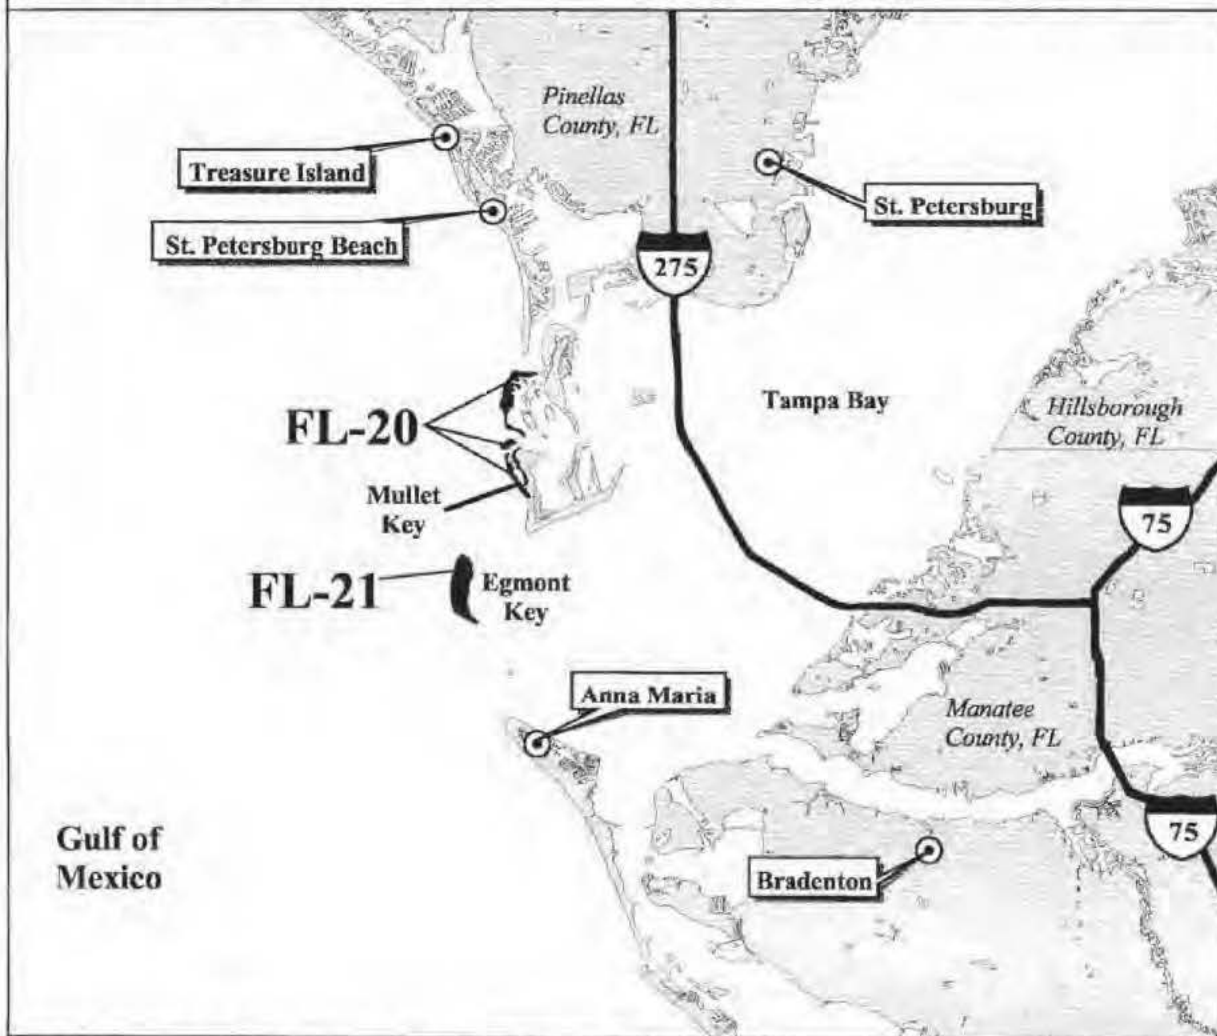 Pinellas
County, FL
Treasure Island
St. Petersburg
St. Petersburg Beach
275
Tampa Bay
Hillsborough
County, FL
FL-20
Mullet
Key
75
FL-21
Egmont
Key
Anna Maria
Manatee
County, FL
75
Gulf of
Mexico
Bradenton